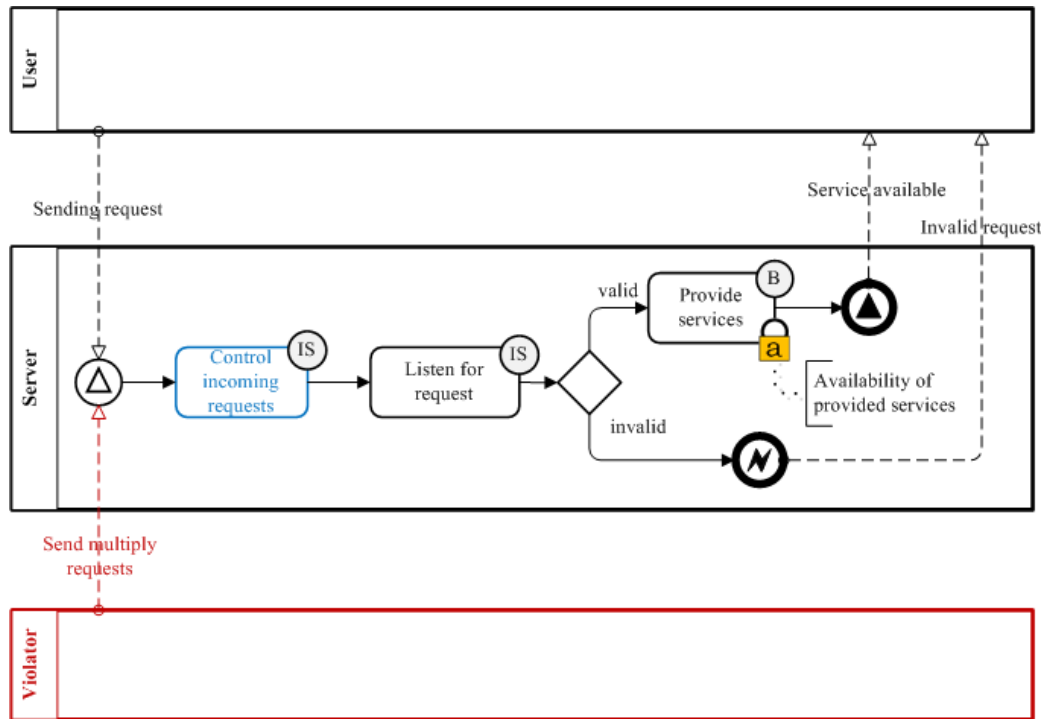 User
Sending request
Service available
Invalid request
Server
Control
incoming
requests
IS
Listen for
request
IS
valid
invalid
Provide
services
B
a
Availability of
provided services
Send multiply
requests
Violator